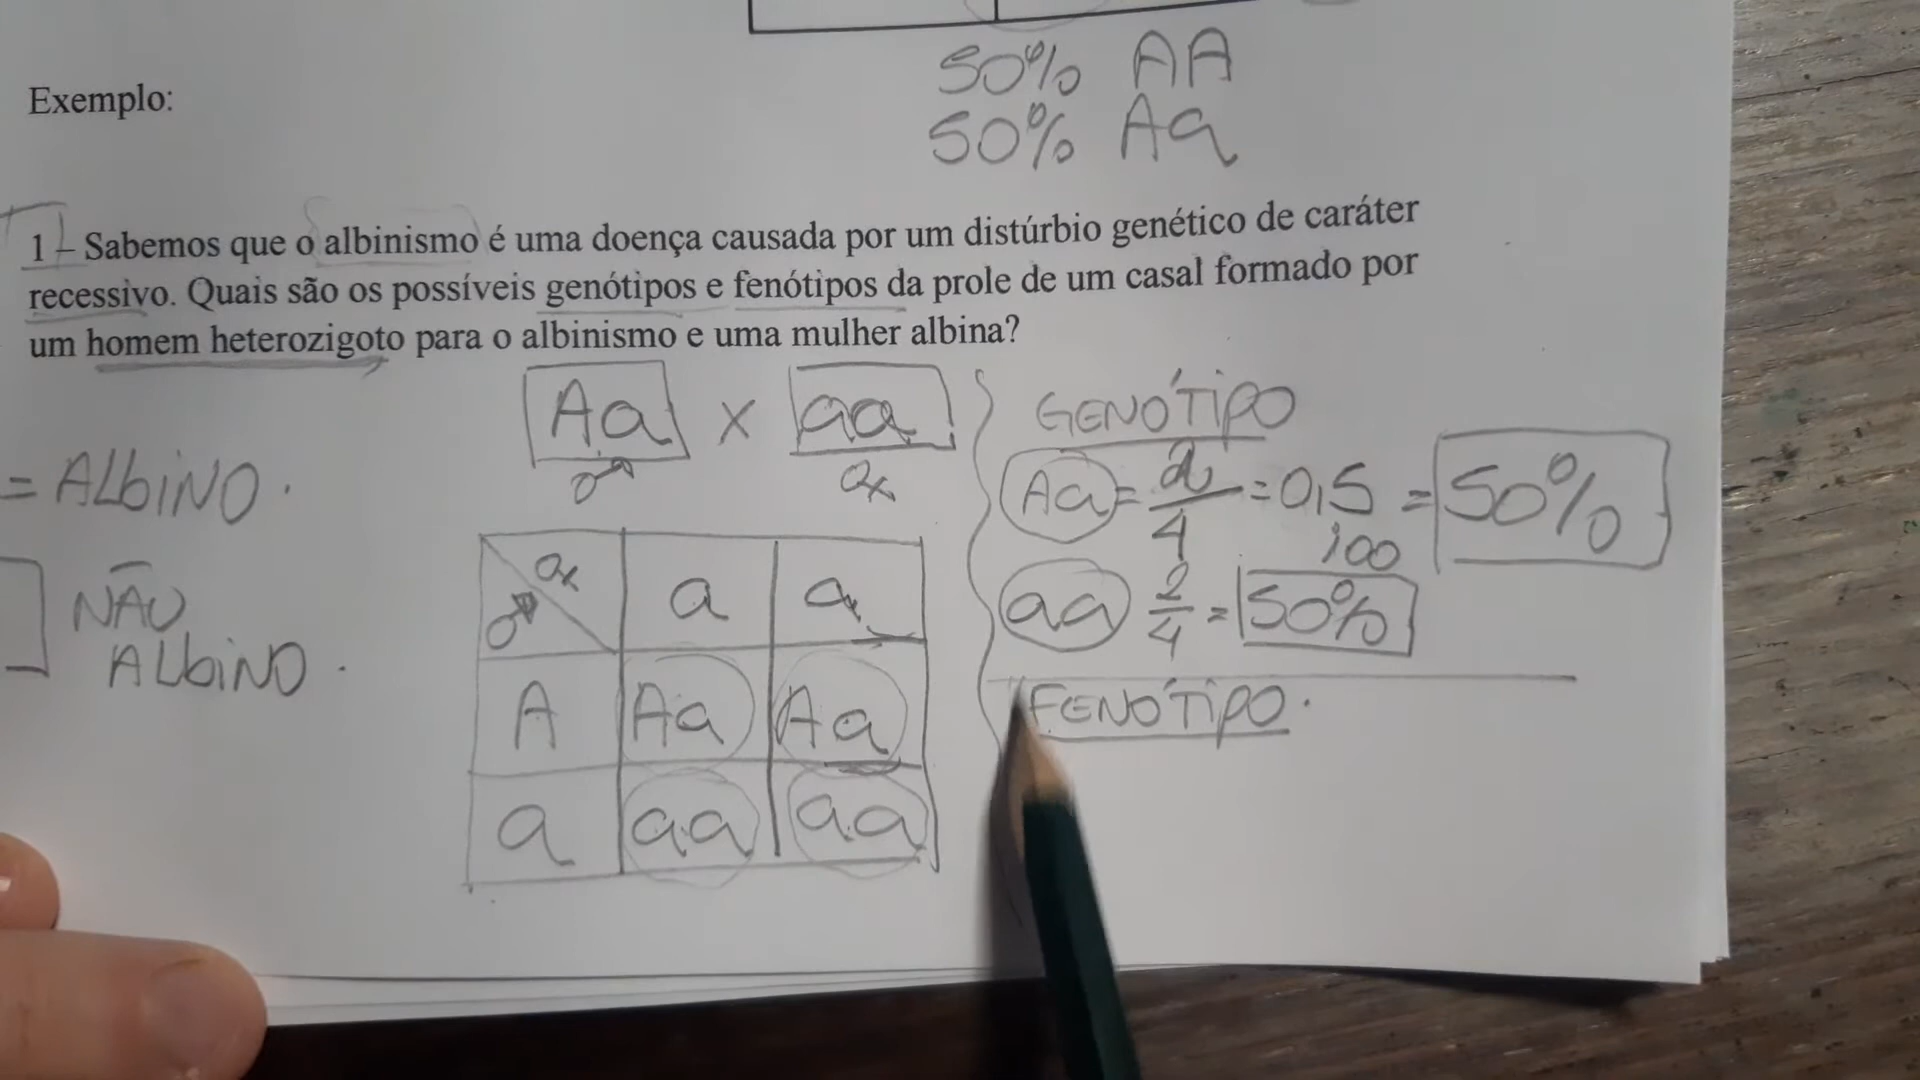 50% AA
50% Aa
Exemplo:
1 – Sabemos que o albinismo é uma doença causada por um distúrbio genético de caráter
recessivo. Quais são os possíveis genótipos e fenótipos da prole de um casal formado por
um homem heterozigoto para o albinismo e uma mulher albina?
Aa x aa
= ALBINO.
NÃO
ALBINO.
♂ ♀
♀
♂
a a
A Aa Aa
a aa aa
GENÓTIPO
Aa = 2/4 = 0,5 = 50%
100
aa 2/4 = 50%
FENÓTIPO.